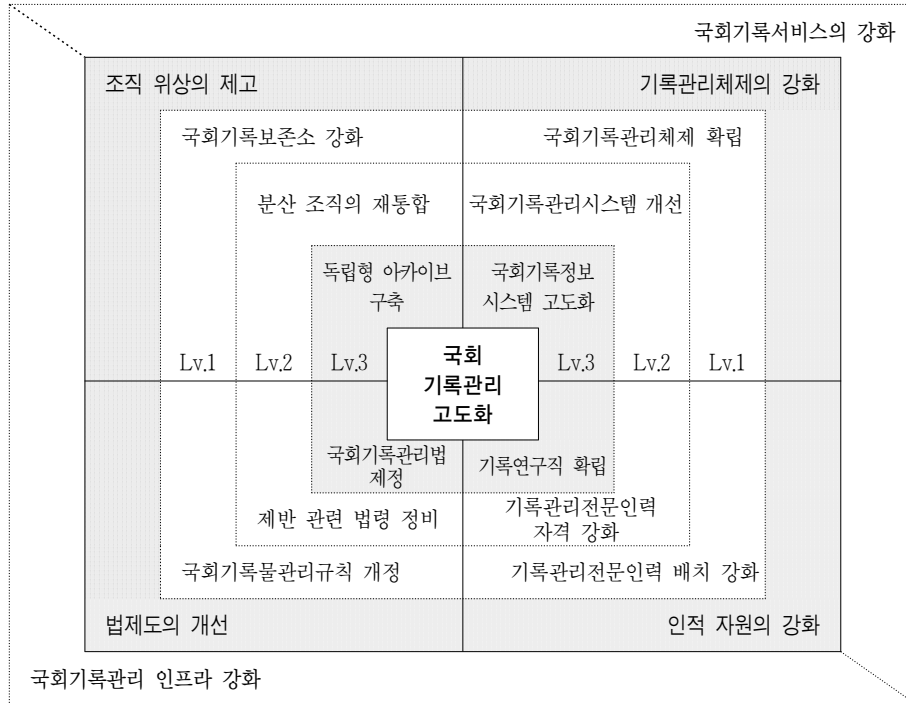 국회기록서비스의 강화
조직 위상의 제고
기록관리체제의 강화
국회기록보존소 강화
국회기록관리체제 확립
분산 조직의 재통합
국회기록관리시스템 개선
독립형 아카이브
구축
국회기록정보
시스템 고도화
Lv.1
Lv.2
Lv.3
국회
기록관리
고도화
Lv.3
Lv.2
Lv.1
국회기록관리법
제정
기록연구직 확립
제반 관련 법령 정비
기록관리전문인력
자격 강화
국회기록물관리규칙 개정
기록관리전문인력 배치 강화
법제도의 개선
인적 자원의 강화
국회기록관리 인프라 강화